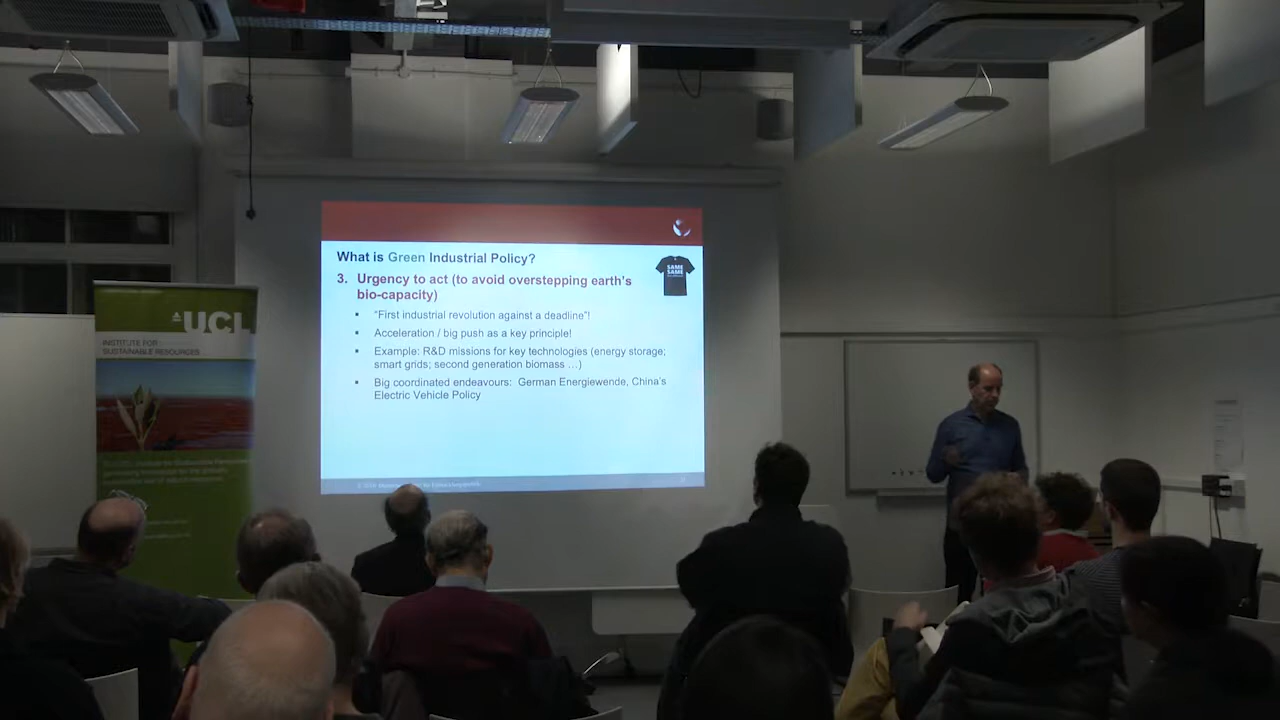 What is Green Industrial Policy?
3. Urgency to act (to avoid overstepping earth's
bio-capacity)
▪ "First industrial revolution against a deadline"!
▪ Acceleration / big push as a key principle!
▪ Example: R&D missions for key technologies (energy storage;
smart grids; second generation biomass …)
▪ Big coordinated endeavours: German Energiewende, China's
Electric Vehicle Policy
SAME
SAME
UCL
INSTITUTE FOR
SUSTAINABLE RESOURCES